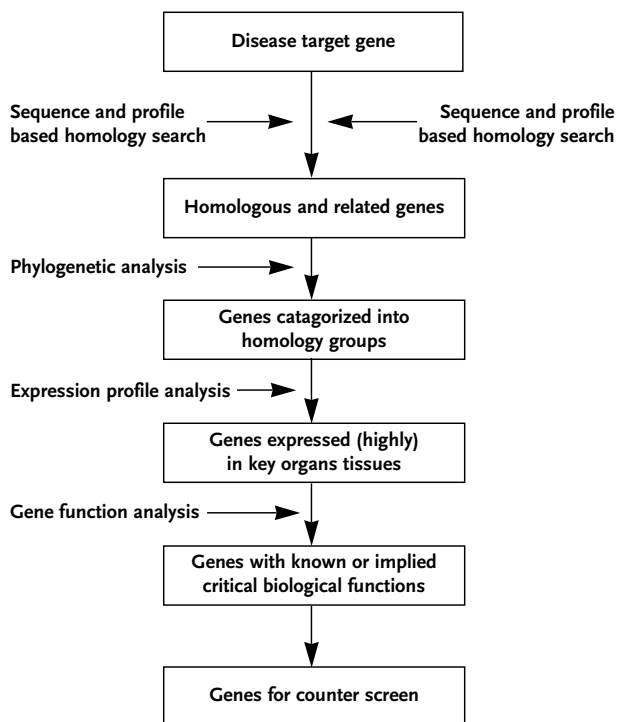 Disease target gene
Sequence and profile
based homology search
Sequence and profile
based homology search
Homologous and related genes
Phylogenetic analysis
Genes catagorized into
homology groups
Expression profile analysis
Genes expressed (highly)
in key organs tissues
Gene function analysis
Genes with known or implied
critical biological functions
Genes for counter screen